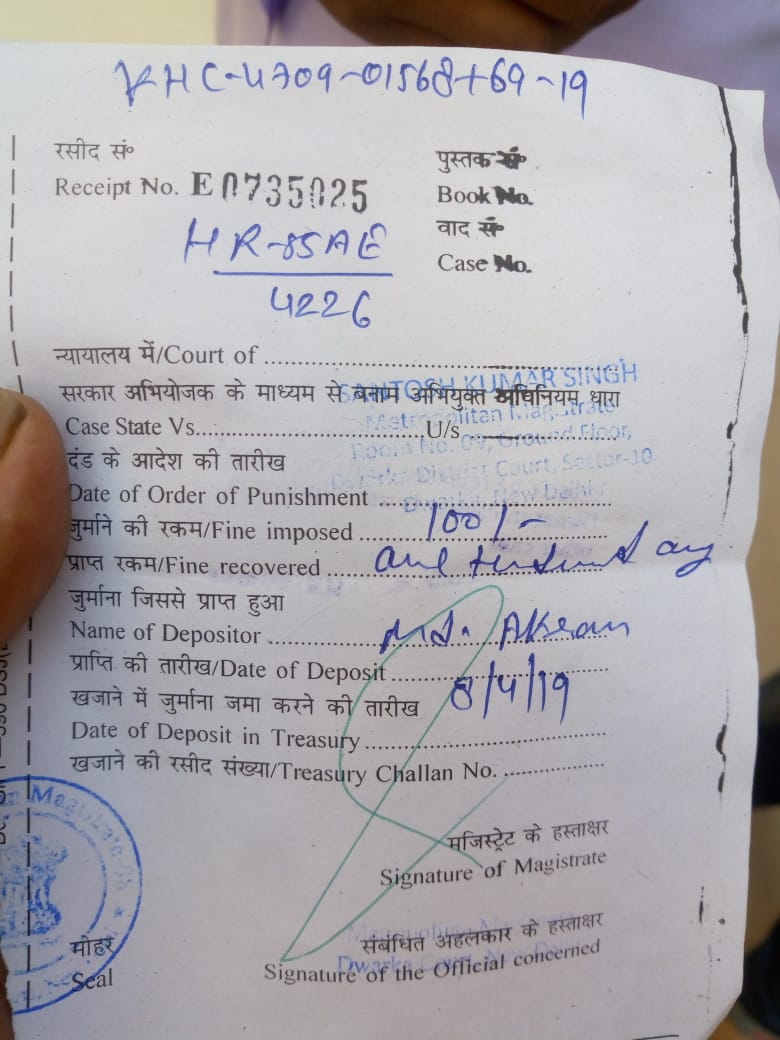 KHC-4709-01568+69-19
रसीद सं०
Receipt No. E 0735025
पुस्तक सं०
Book No.
HR-55AE
4226
वाद सं०
Case No.
न्यायालय में/Court of
SANTOSH KUMAR SINGH
सरकार अभियोजक के माध्यम से बनाम अभियुक्त अधिनियम धारा
Metropolitan Magistrate
Case State Vs. U/s
Room No. 09, Ground Floor,
दंड के आदेश की तारीख
Dwarka District Court, Sector-10
Date of Order of Punishment
Dwarka, New Delhi
जुर्माने की रकम/Fine imposed 100/-
प्राप्त रकम/Fine recovered
जुर्माना जिससे प्राप्त हुआ
Name of Depositor Md. Akram
प्राप्ति की तारीख/Date of Deposit 8/4/19
खजाने में जुर्माना जमा करने की तारीख
Date of Deposit in Treasury
खजाने की रसीद संख्या/Treasury Challan No.
मजिस्ट्रेट के हस्ताक्षर
Signature of Magistrate
संबंधित अहलकार के हस्ताक्षर
Signature of the Official concerned
मोहर
Seal